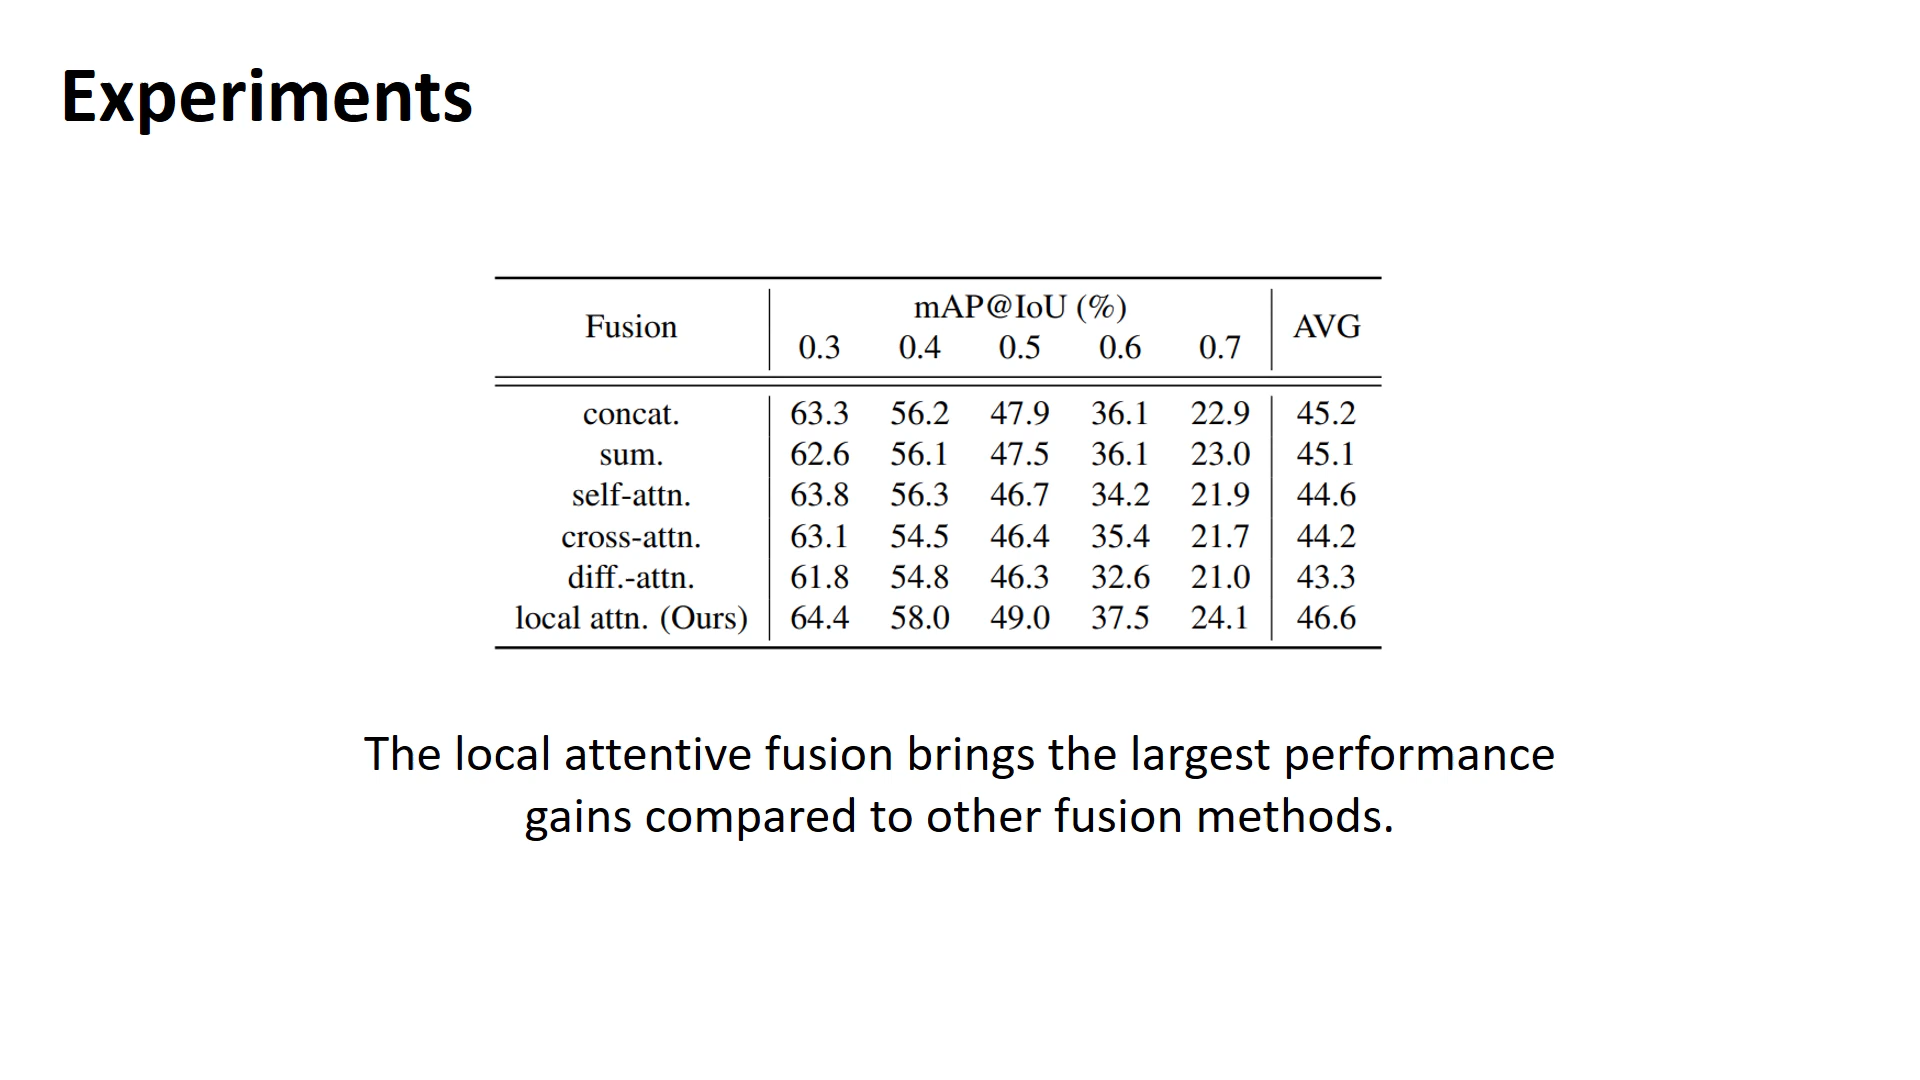 Experiments
Fusion mAP@IoU (%) AVG
0.3 0.4 0.5 0.6 0.7
concat. 63.3 56.2 47.9 36.1 22.9 45.2
sum. 62.6 56.1 47.5 36.1 23.0 45.1
self-attn. 63.8 56.3 46.7 34.2 21.9 44.6
cross-attn. 63.1 54.5 46.4 35.4 21.7 44.2
diff.-attn. 61.8 54.8 46.3 32.6 21.0 43.3
local attn. (Ours) 64.4 58.0 49.0 37.5 24.1 46.6
The local attentive fusion brings the largest performance
gains compared to other fusion methods.